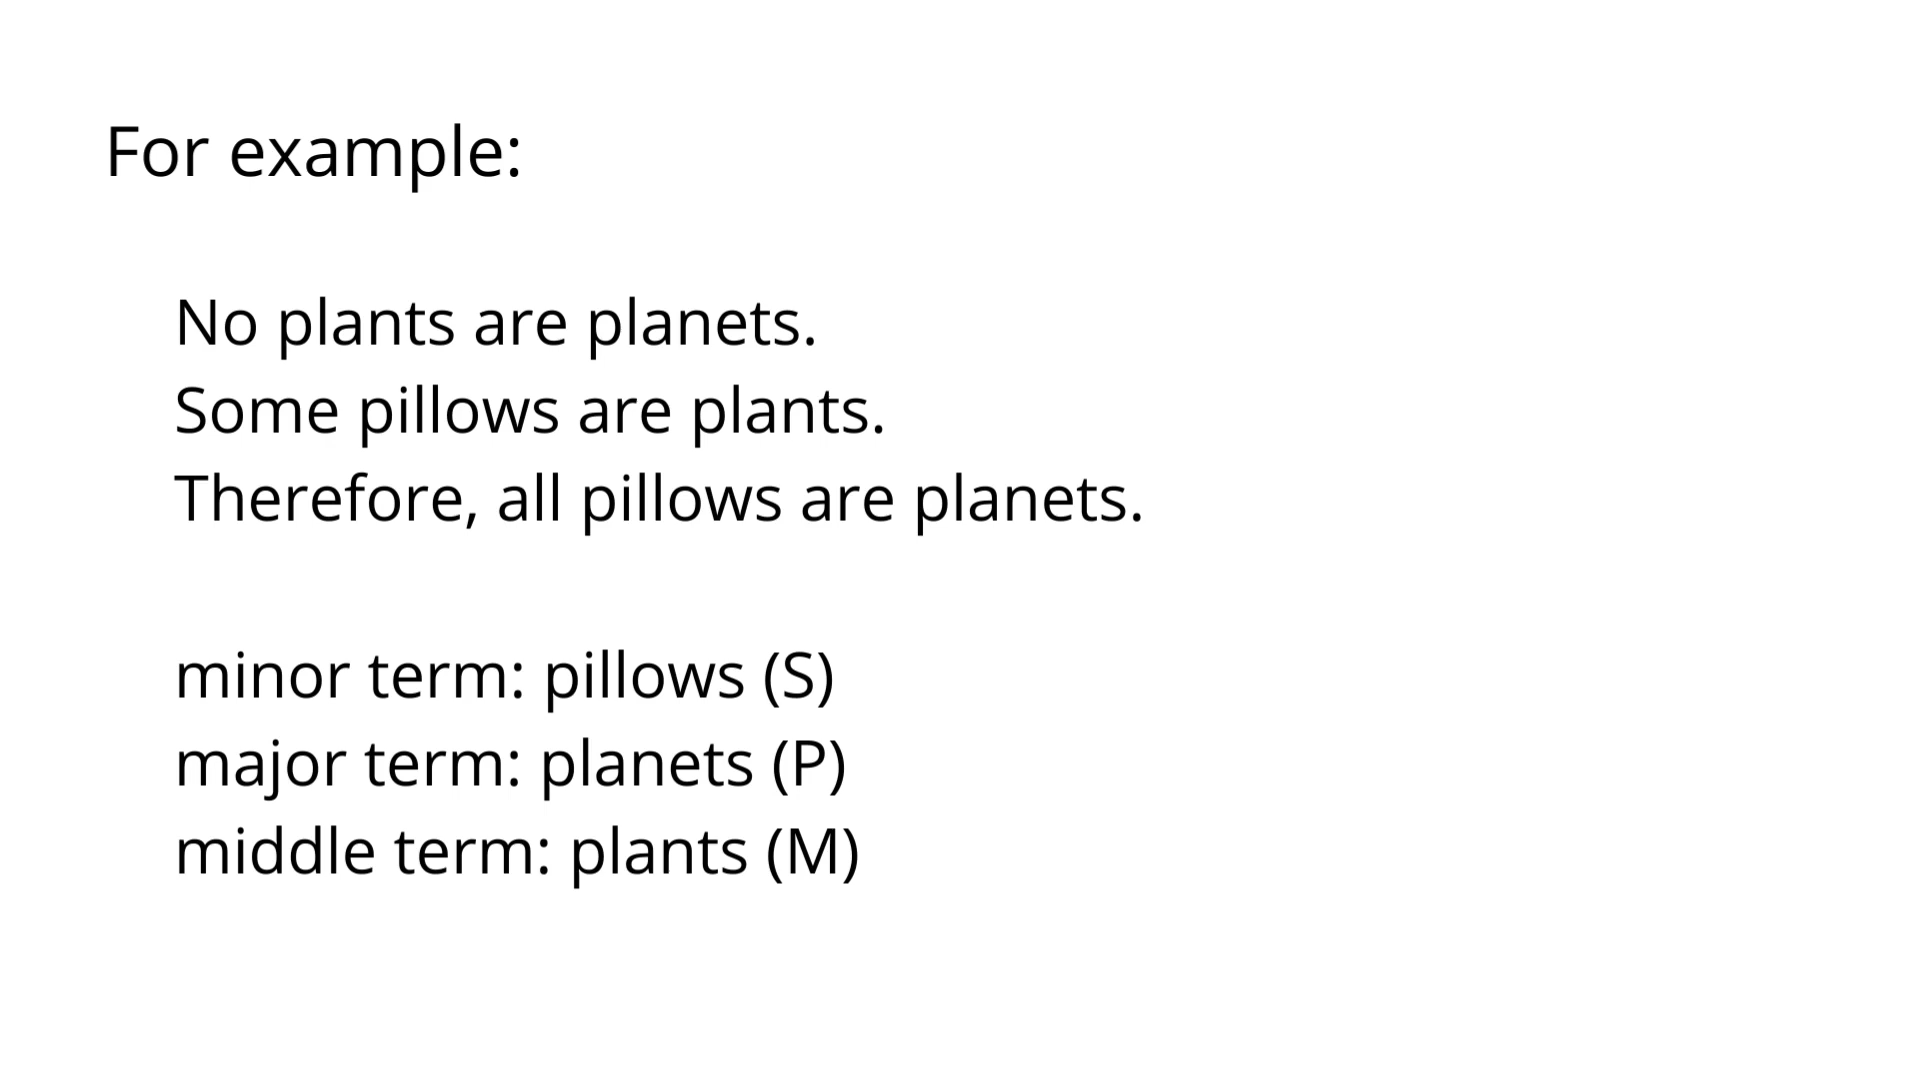 For example:
No plants are planets.
Some pillows are plants.
Therefore, all pillows are planets.
minor term: pillows (S)
major term: planets (P)
middle term: plants (M)